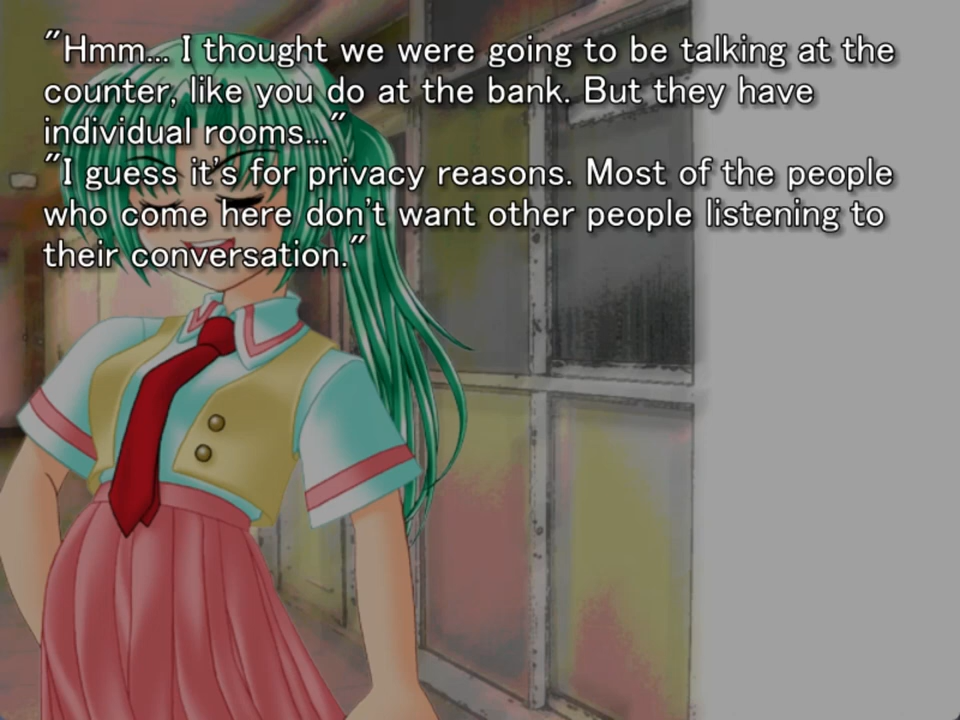 "Hmm... I thought we were going to be talking at the
counter, like you do at the bank. But they have
individual rooms..."
"I guess it's for privacy reasons. Most of the people
who come here don't want other people listening to
their conversation."